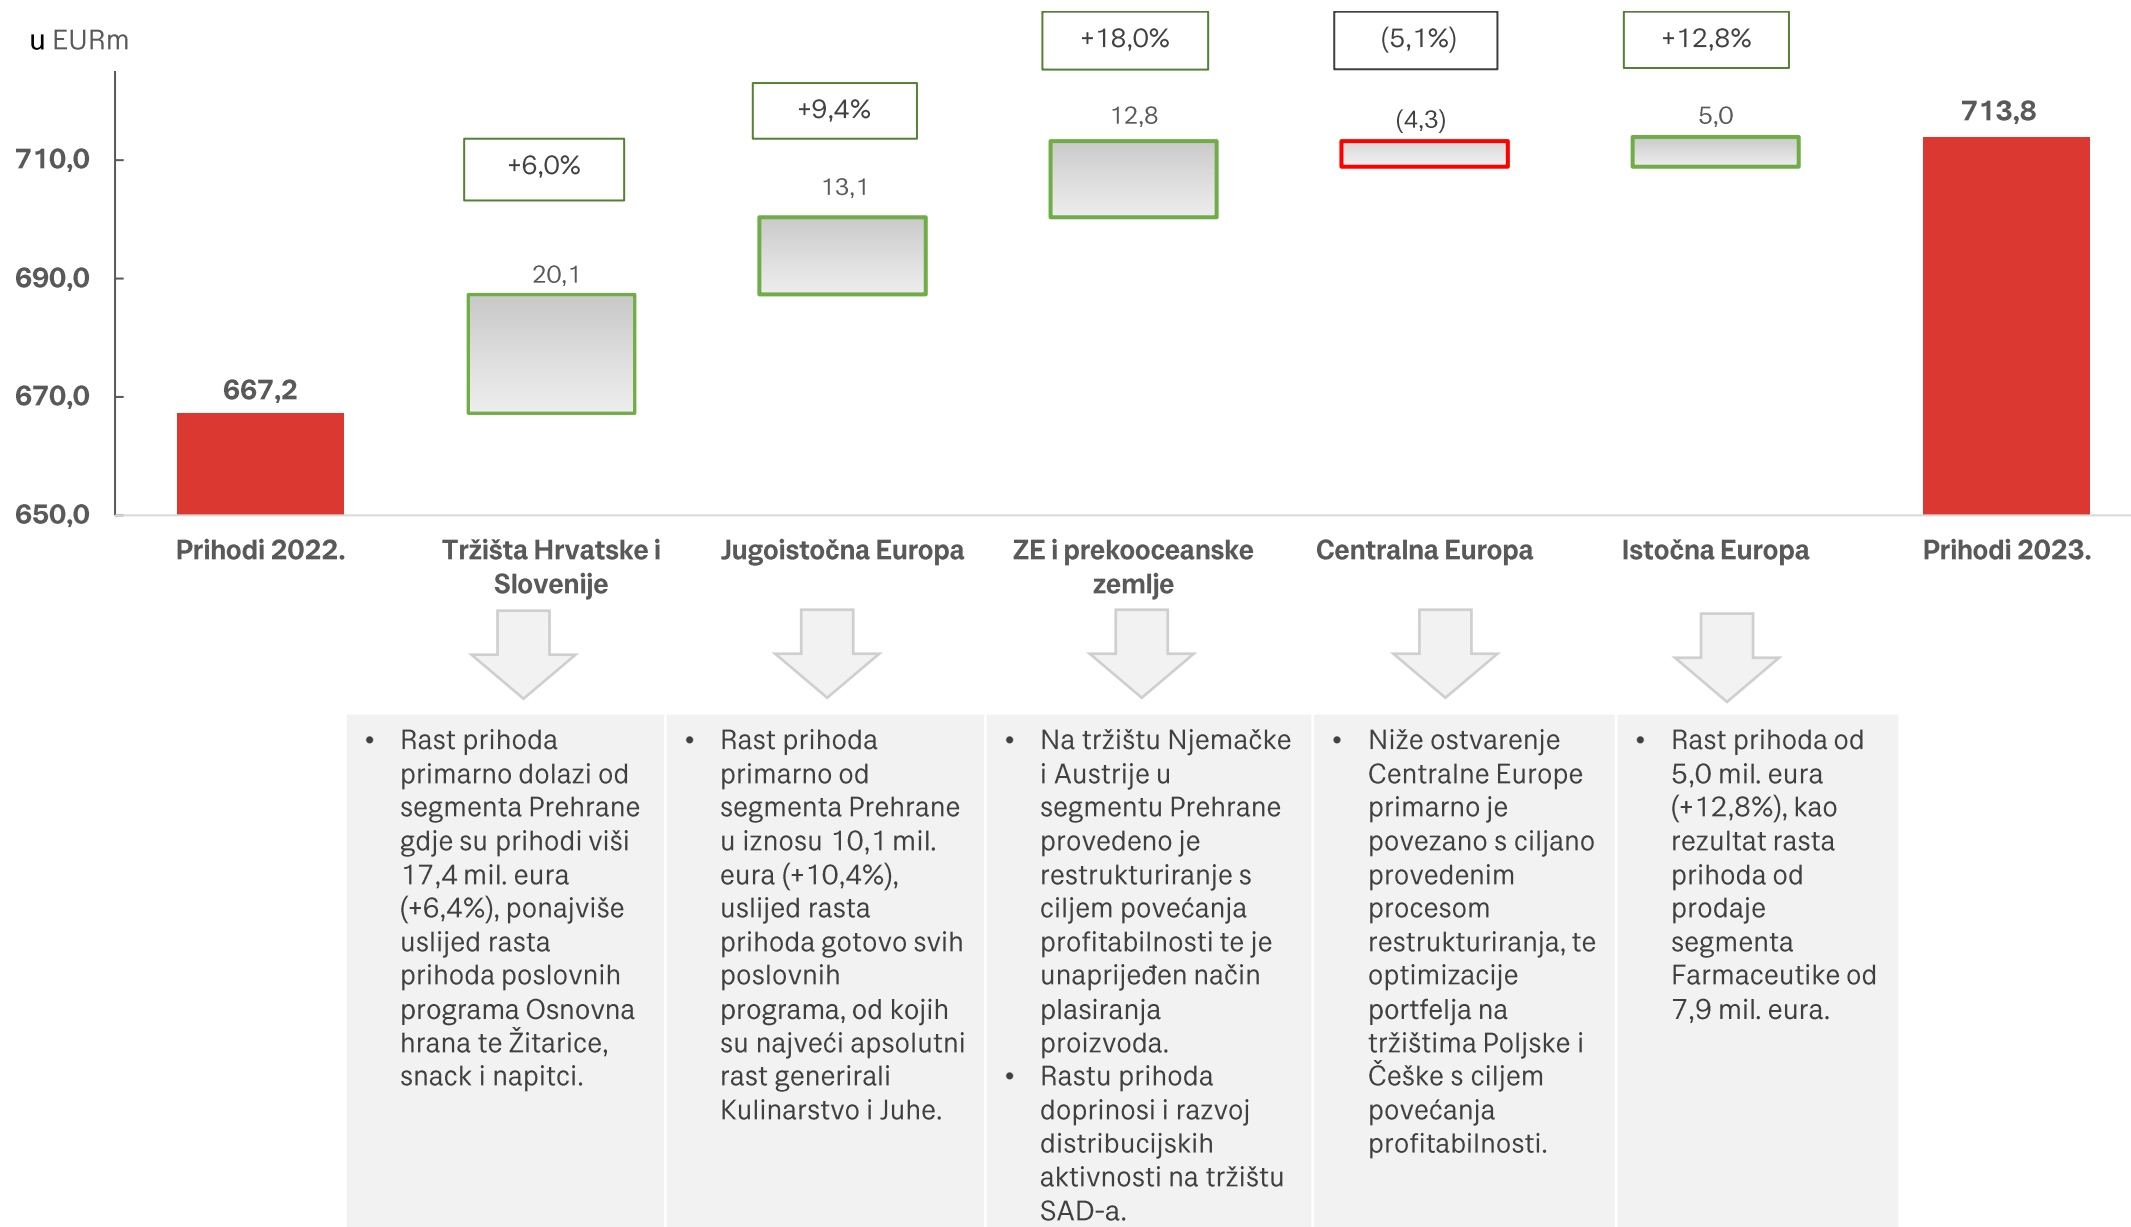 u EURm
+18,0%
(5,1%)
+12,8%
+9,4%
+6,0%
12,8
(4,3)
5,0
713,8
13,1
20,1
667,2
710,0
690,0
670,0
650,0
Prihodi 2022.
Tržišta Hrvatske i
Slovenije
Jugoistočna Europa
ZE i prekooceanske
zemlje
Centralna Europa
Istočna Europa
Prihodi 2023.
• Rast prihoda
primarno dolazi od
segmenta Prehrane
gdje su prihodi viši
17,4 mil. eura
(+6,4%), ponajviše
uslijed rasta
prihoda poslovnih
programa Osnovna
hrana te Žitarice,
snack i napitci.
• Rast prihoda
primarno od
segmenta Prehrane
u iznosu 10,1 mil.
eura (+10,4%),
uslijed rasta
prihoda gotovo svih
poslovnih
programa, od kojih
su najveći apsolutni
rast generirali
Kulinarstvo i Juhe.
• Na tržištu Njemačke
i Austrije u
segmentu Prehrane
provedeno je
restrukturiranje s
ciljem povećanja
profitabilnosti te je
unaprijeđen način
plasiranja
proizvoda.
• Rastu prihoda
doprinosi i razvoj
distribucijskih
aktivnosti na tržištu
SAD-a.
• Niže ostvarenje
Centralne Europe
primarno je
povezano s ciljano
provedenim
procesom
restrukturiranja, te
optimizacije
portfelja na
tržištima Poljske i
Češke s ciljem
povećanja
profitabilnosti.
• Rast prihoda od
5,0 mil. eura
(+12,8%), kao
rezultat rasta
prihoda od
prodaje
segmenta
Farmaceutike od
7,9 mil. eura.